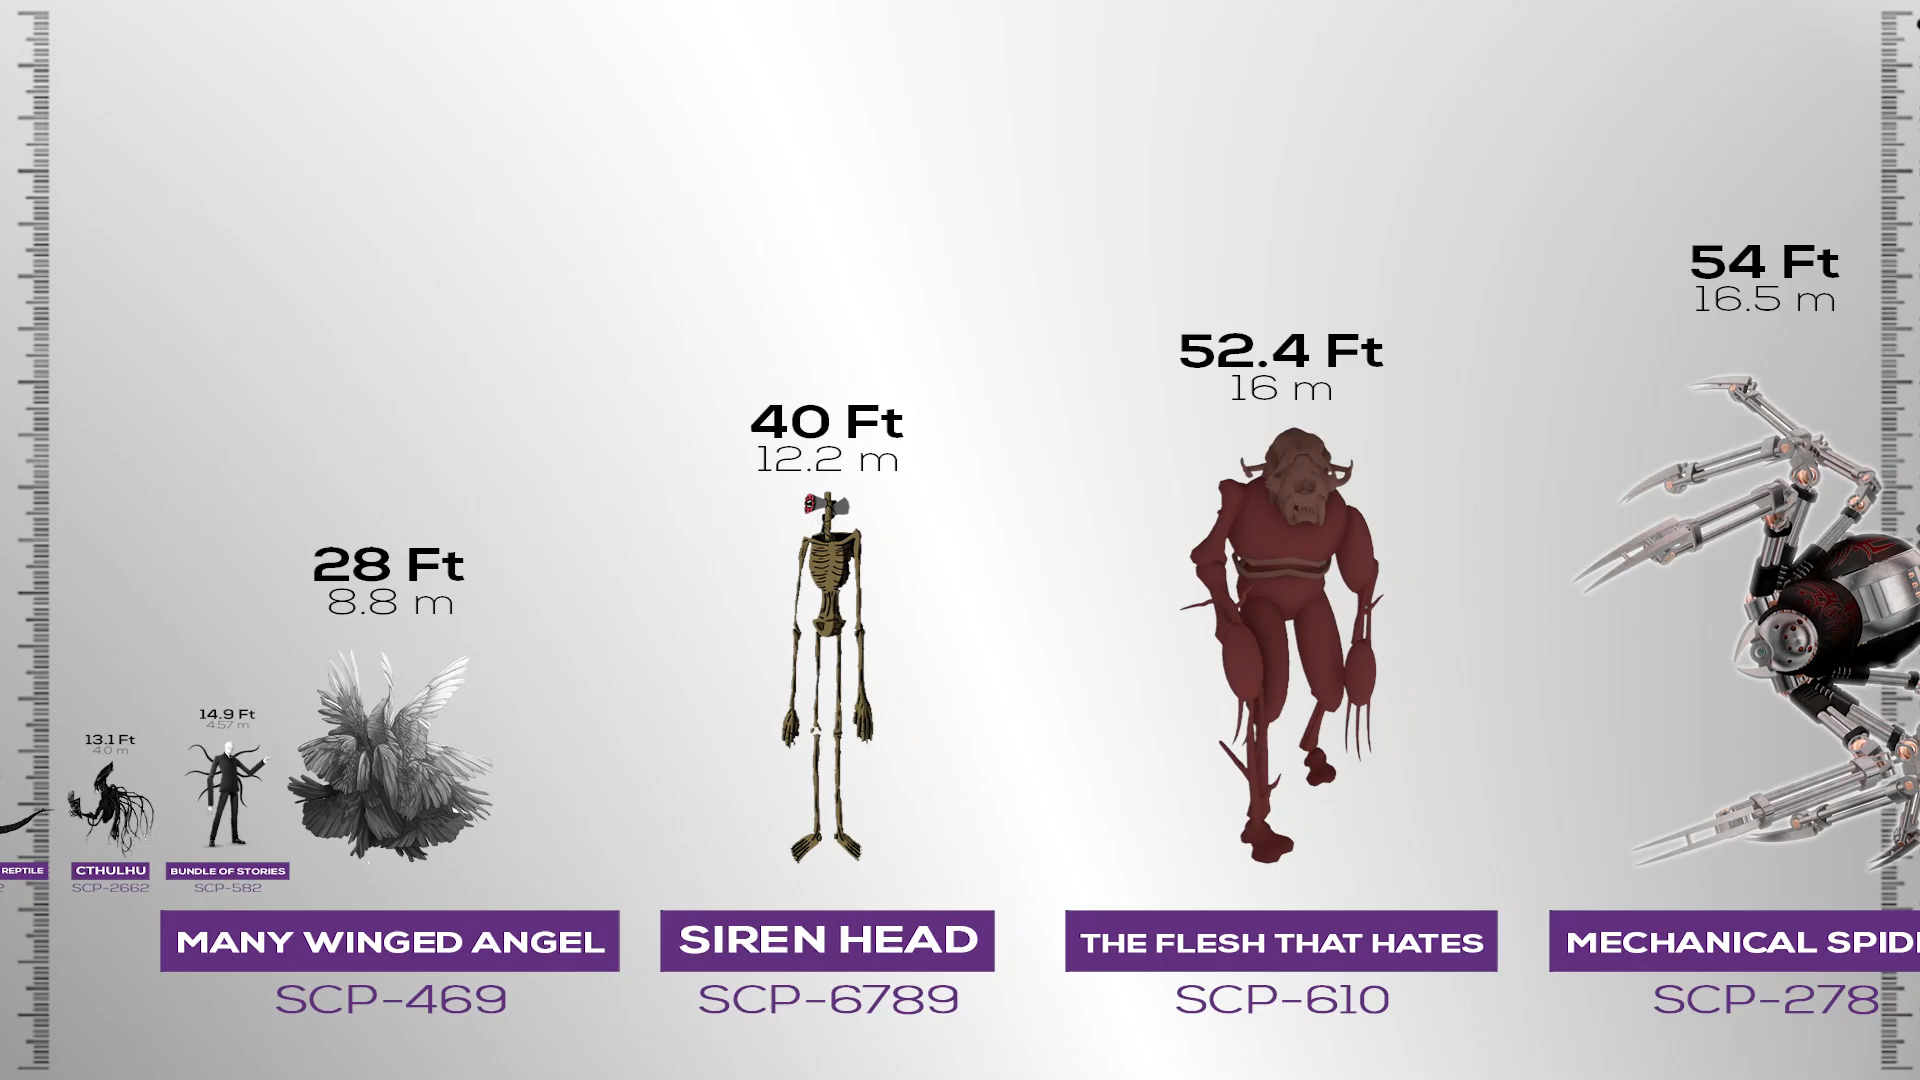 54 Ft
16.5 m
52.4 Ft
16 m
40 Ft
12.2 m
28 Ft
8.8 m
14.9 Ft
4.57 m
13.1 Ft
4.0 m
REPTILE
2
CTHULHU
SCP-2662
BUNDLE OF STORIES
SCP-582
MANY WINGED ANGEL
SCP-469
SIREN HEAD
SCP-6789
THE FLESH THAT HATES
SCP-610
MECHANICAL SPID
SCP-278